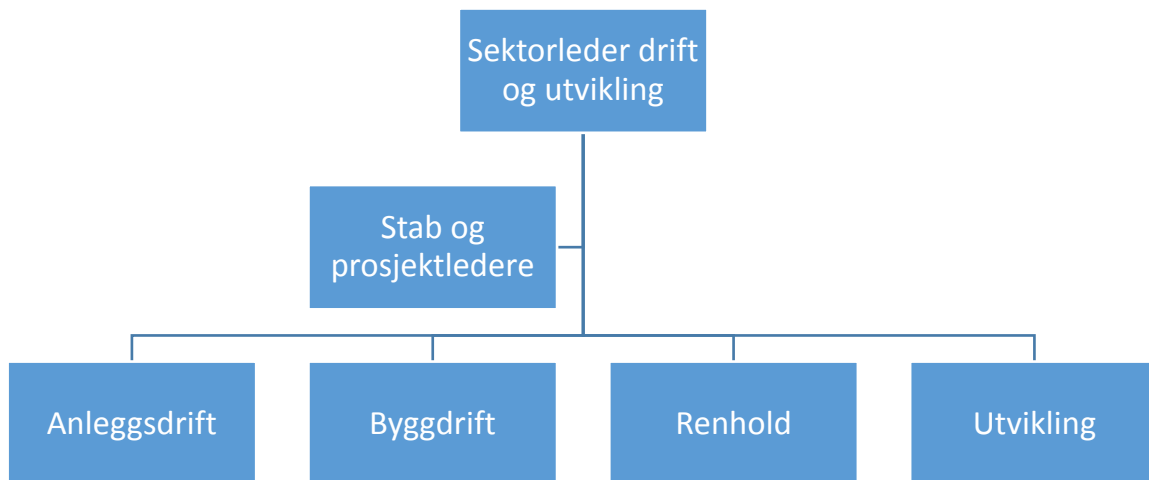 Sektorleder drift
og utvikling
Stab og
prosjektledere
Anleggsdrift
Byggdrift
Renhold
Utvikling